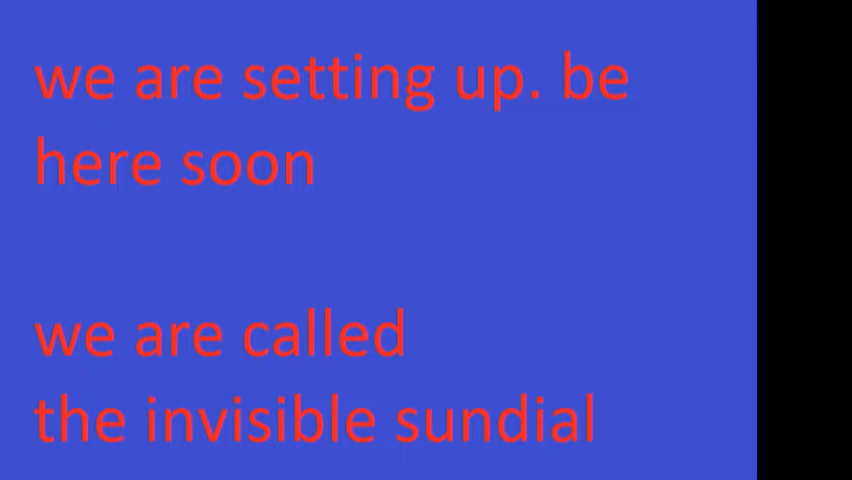 we are setting up. be
here soon
we are called
the invisible sundial